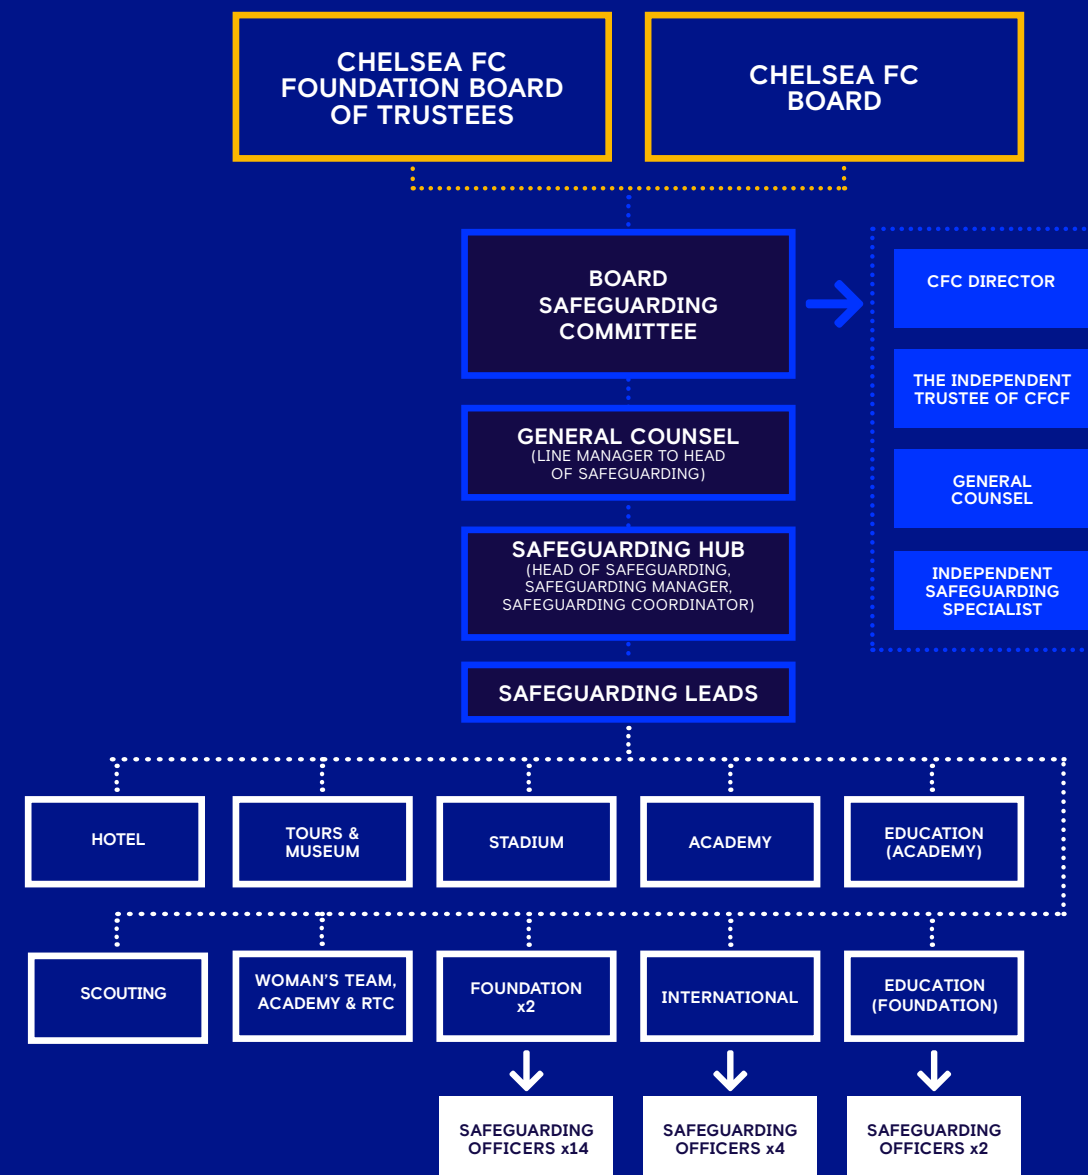 CHELSEA FC
FOUNDATION BOARD
OF TRUSTEES
CHELSEA FC
BOARD
BOARD
SAFEGUARDING
COMMITTEE
CFC DIRECTOR
THE INDEPENDENT
TRUSTEE OF CFCF
GENERAL
COUNSEL
INDEPENDENT
SAFEGUARDING
SPECIALIST
GENERAL COUNSEL
(LINE MANAGER TO HEAD
OF SAFEGUARDING)
SAFEGUARDING HUB
(HEAD OF SAFEGUARDING,
SAFEGUARDING MANAGER,
SAFEGUARDING COORDINATOR)
SAFEGUARDING LEADS
HOTEL
TOURS &
MUSEUM
STADIUM
ACADEMY
EDUCATION
(ACADEMY)
SCOUTING
WOMAN'S TEAM,
ACADEMY & RTC
FOUNDATION
x2
INTERNATIONAL
EDUCATION
(FOUNDATION)
SAFEGUARDING
OFFICERS x14
SAFEGUARDING
OFFICERS x4
SAFEGUARDING
OFFICERS x2